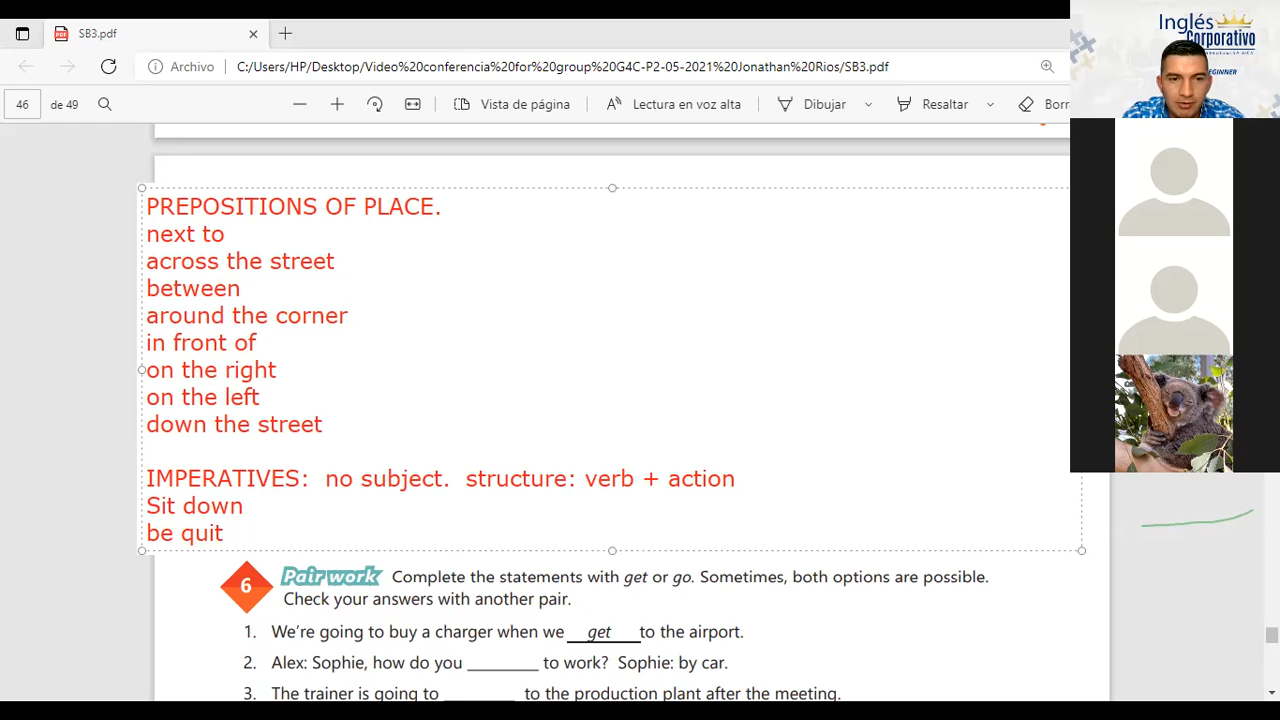 SB3.pdf
Archivo
C:/Users/HP/Desktop/Video%20conferencia%20for%20group%20G4C-P2-05-2021%20Jonathan%20Rios/SB3.pdf
46
de 49
Vista de página
Lectura en voz alta
Dibujar
Resaltar
Borr
Inglés
Corporativo
PREPOSITIONS OF PLACE.
next to
across the street
between
around the corner
in front of
on the right
on the left
down the street
IMPERATIVES: no subject. structure: verb + action
Sit down
be quit
6 Pair work Complete the statements with get or go. Sometimes, both options are possible.
Check your answers with another pair.
1. We're going to buy a charger when we get to the airport.
2. Alex: Sophie, how do you ________ to work? Sophie: by car.
3. The trainer is going to ________ to the production plant after the meeting.